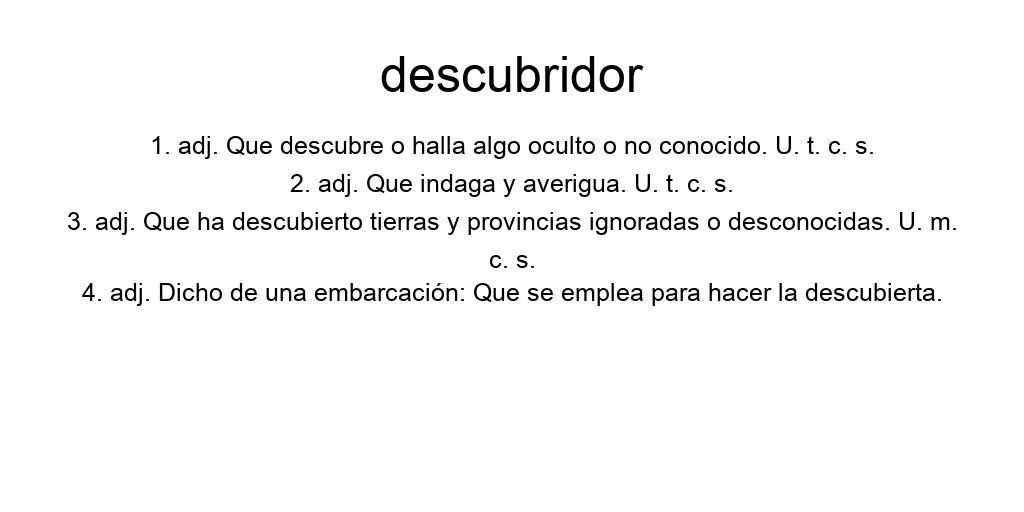 descubridor
1. adj. Que descubre o halla algo oculto o no conocido. U. t. c. s.
2. adj. Que indaga y averigua. U. t. c. s.
3. adj. Que ha descubierto tierras y provincias ignoradas o desconocidas. U. m.
c. s.
4. adj. Dicho de una embarcación: Que se emplea para hacer la descubierta.